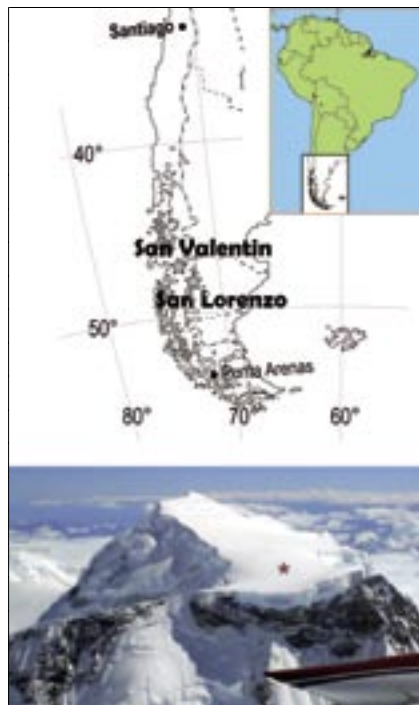 Santiago
40°
San Valentin
San Lorenzo
50°
Punta Arenas
80°
70°
60°